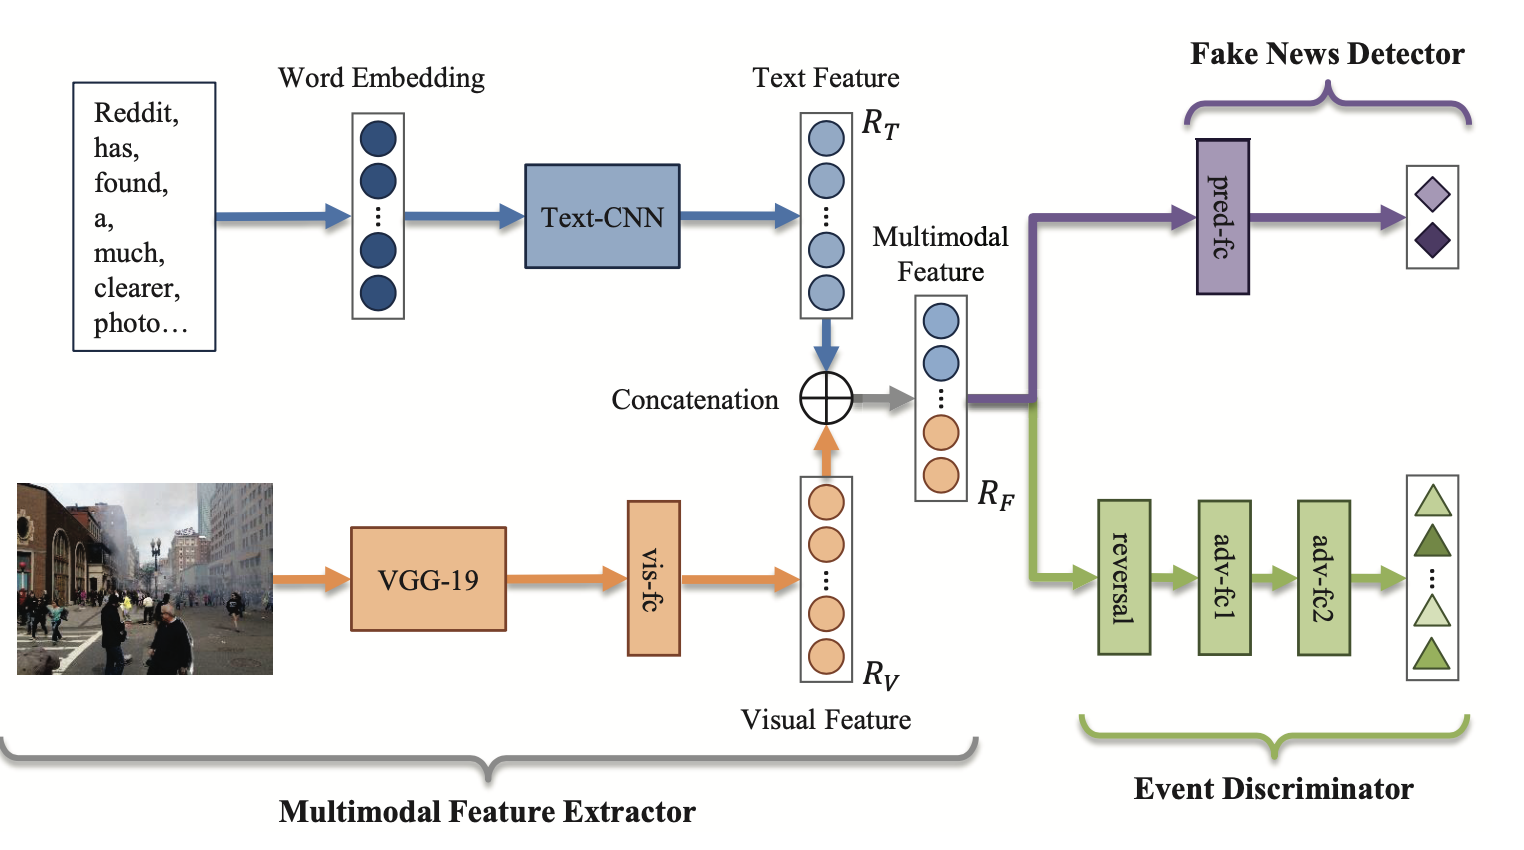 Fake News Detector
Word Embedding
Text Feature
R_T
Reddit,
has,
found,
a,
much,
clearer,
photo...
Text-CNN
pred-fc
Multimodal
Feature
Concatenation
R_F
VGG-19
vis-fc
reversal
adv-fc1
adv-fc2
R_V
Visual Feature
Event Discriminator
Multimodal Feature Extractor